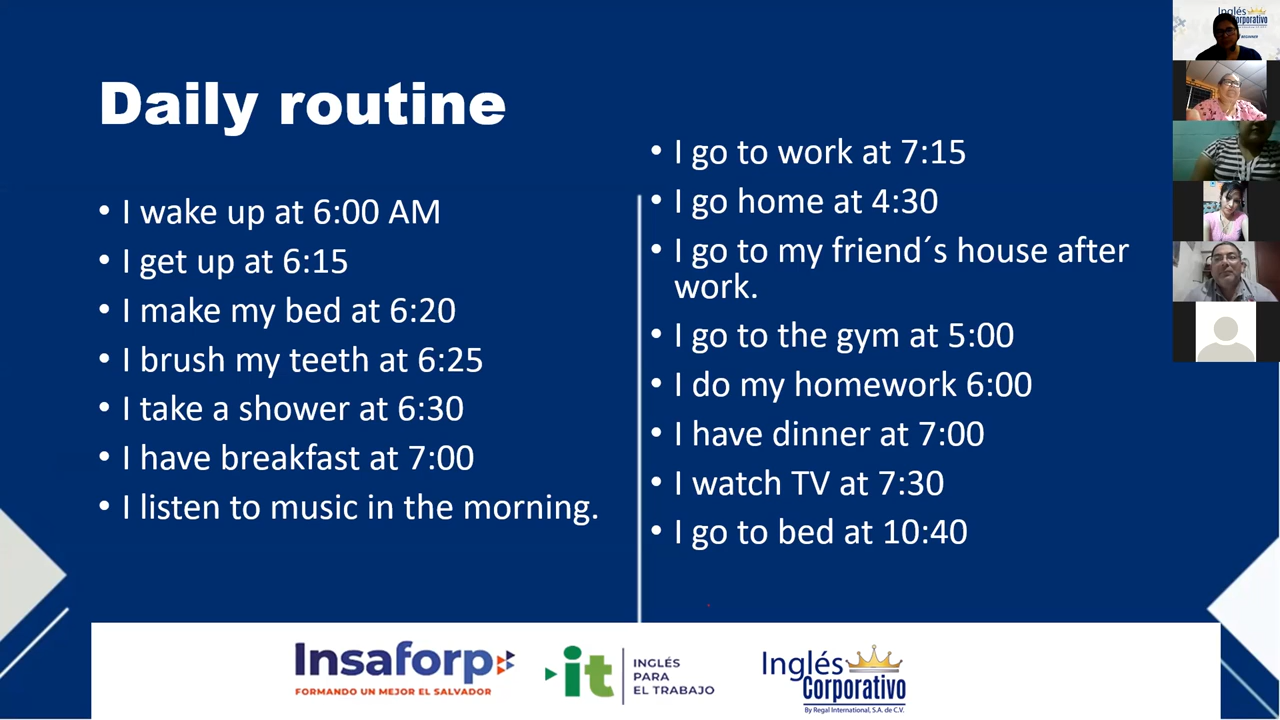 Daily routine
• I wake up at 6:00 AM
• I get up at 6:15
• I make my bed at 6:20
• I brush my teeth at 6:25
• I take a shower at 6:30
• I have breakfast at 7:00
• I listen to music in the morning.
• I go to work at 7:15
• I go home at 4:30
• I go to my friend´s house after
work.
• I go to the gym at 5:00
• I do my homework 6:00
• I have dinner at 7:00
• I watch TV at 7:30
• I go to bed at 10:40
Inglés
Corporativo
Insaforp
FORMANDO UN MEJOR EL SALVADOR
it
INGLÉS
PARA
EL TRABAJO
Inglés
Corporativo
By Regal International, S.A. de C.V.